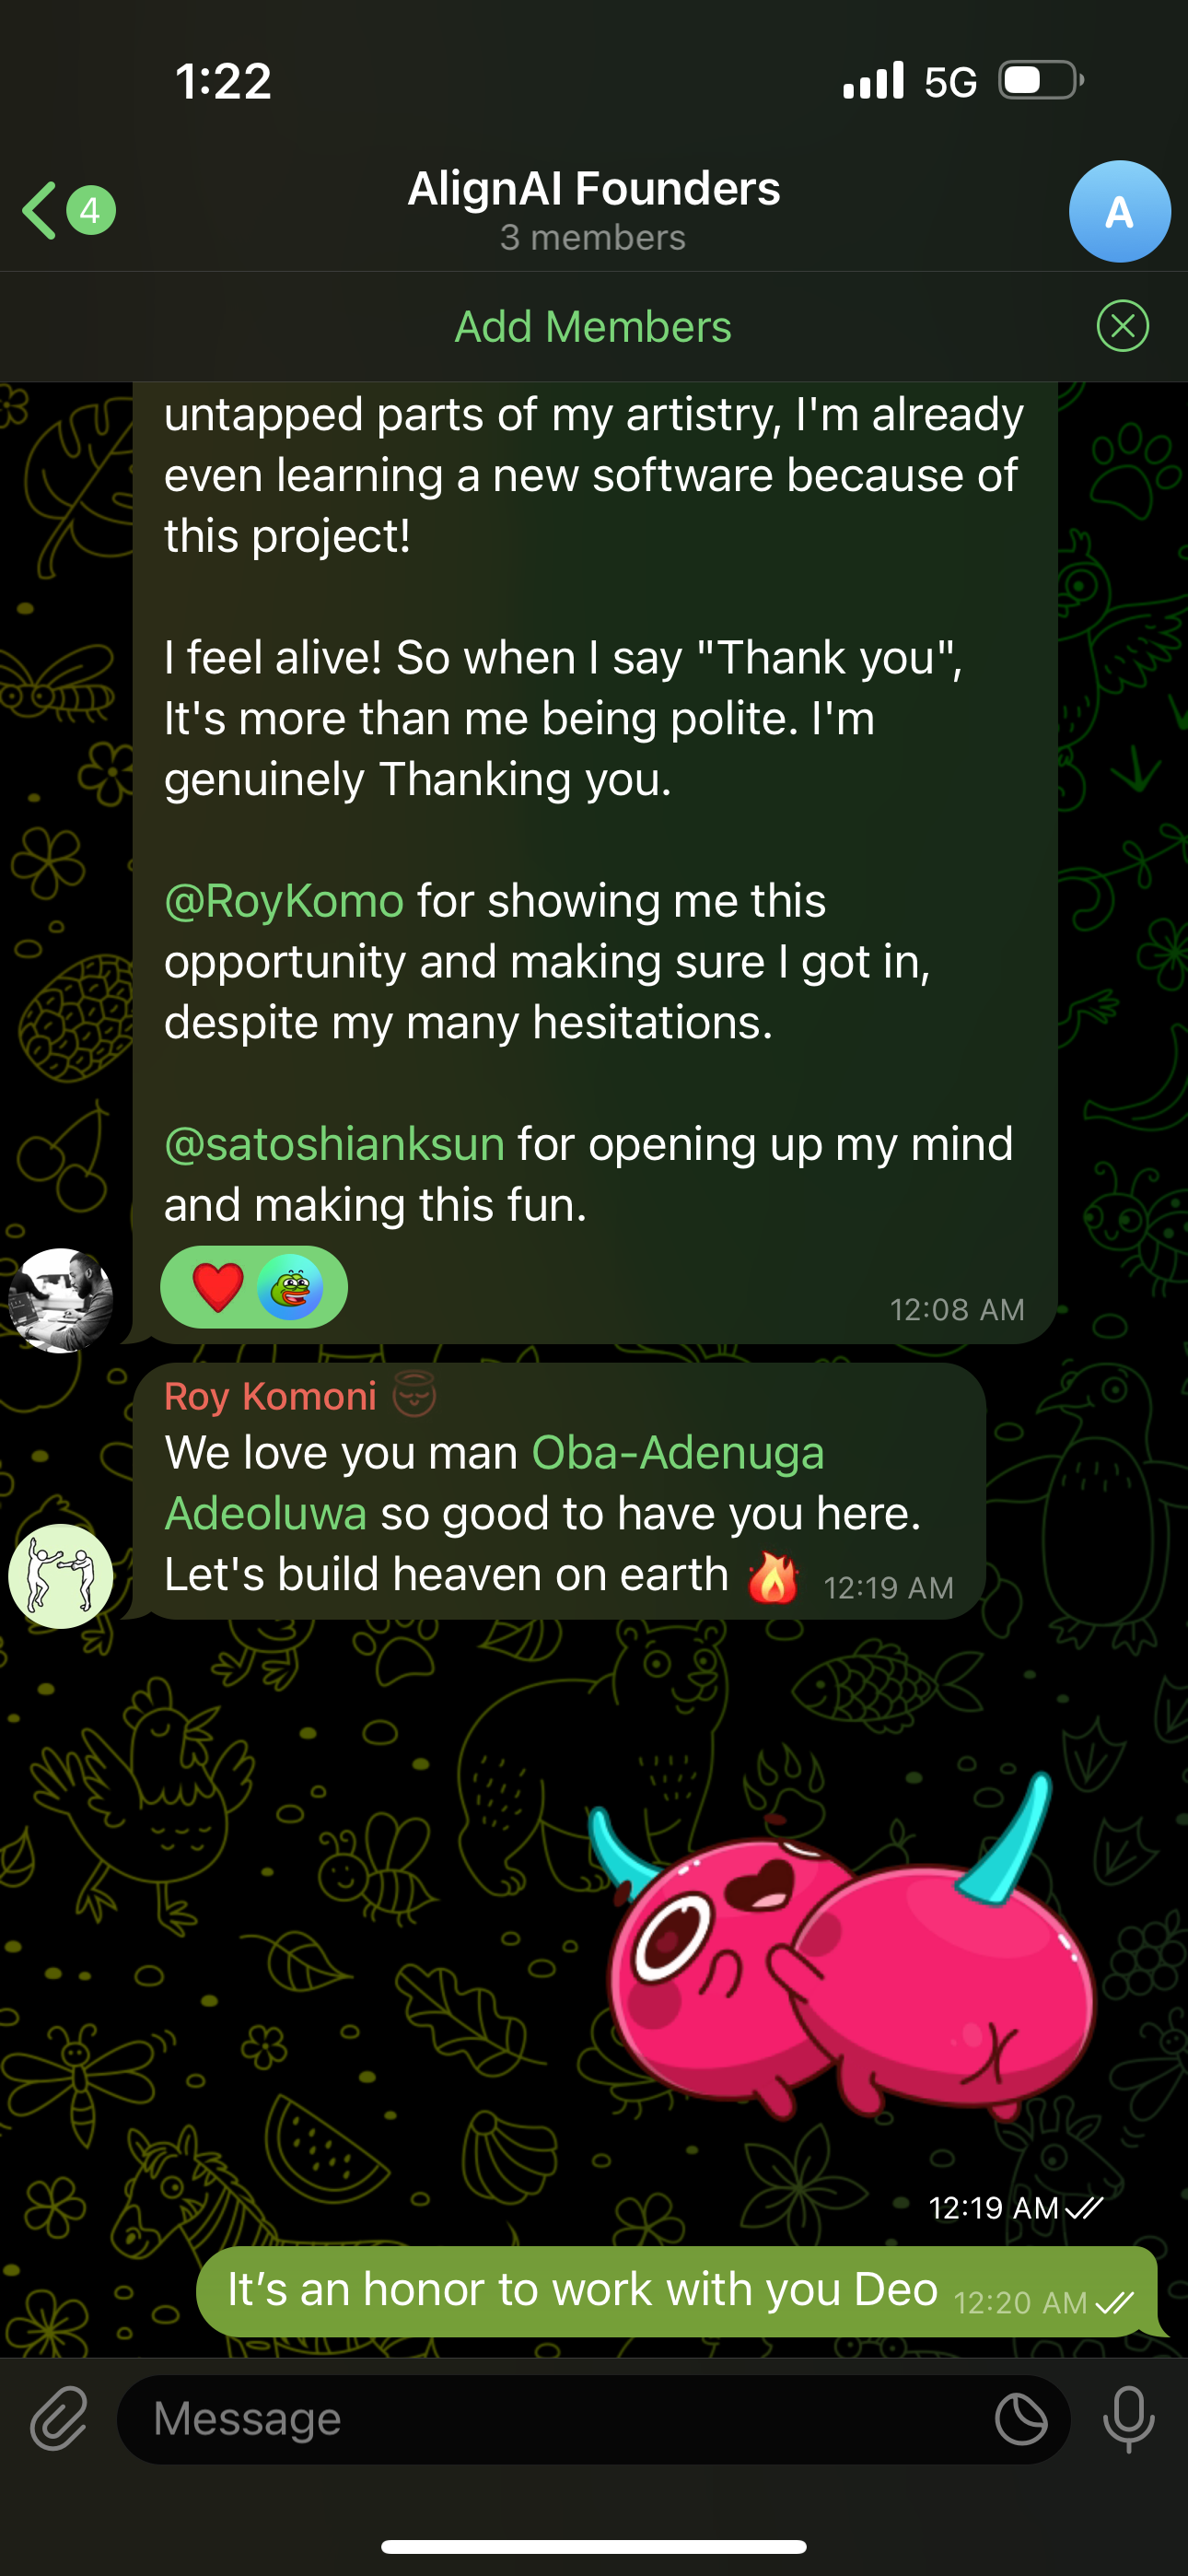 1:22
5G
4
AlignAI Founders
3 members
A
Add Members
untapped parts of my artistry, I'm already
even learning a new software because of
this project!
I feel alive! So when I say "Thank you",
It's more than me being polite. I'm
genuinely Thanking you.
@RoyKomo for showing me this
opportunity and making sure I got in,
despite my many hesitations.
@satoshianksun for opening up my mind
and making this fun.
12:08 AM
Roy Komoni
We love you man Oba-Adenuga
Adeoluwa so good to have you here.
Let's build heaven on earth 🔥 12:19 AM
12:19 AM
It’s an honor to work with you Deo 12:20 AM
Message